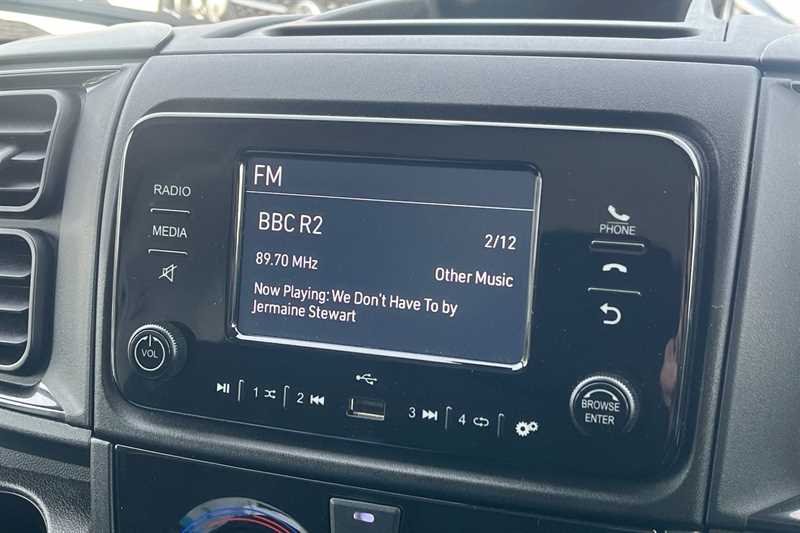 RADIO
MEDIA
VOL
FM
BBC R2
2/12
89.70 MHz
Other Music
Now Playing: We Don't Have To by
Jermaine Stewart
PHONE
BROWSE
ENTER
1
2
3
4